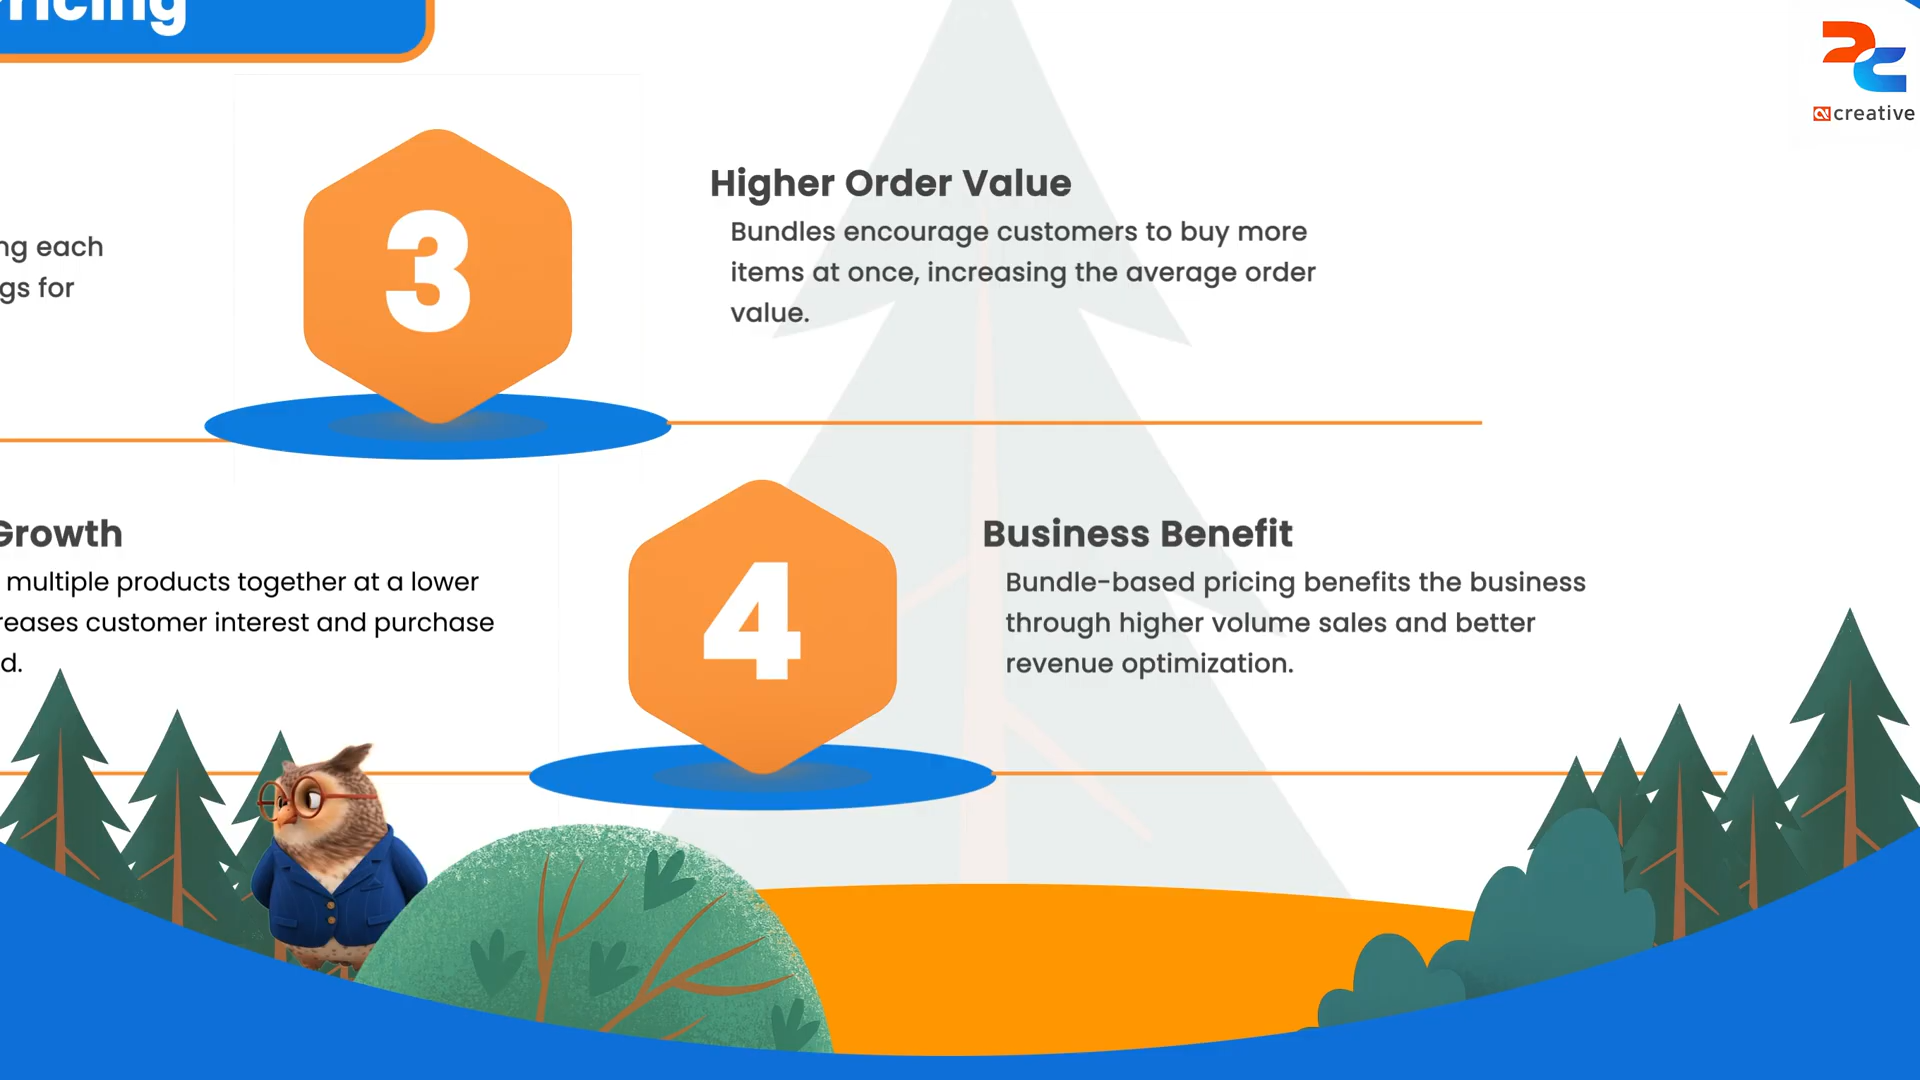 ricing
creative
3
Higher Order Value
Bundles encourage customers to buy more
items at once, increasing the average order
value.
ng each
gs for
Growth
multiple products together at a lower
reases customer interest and purchase
d.
4
Business Benefit
Bundle-based pricing benefits the business
through higher volume sales and better
revenue optimization.